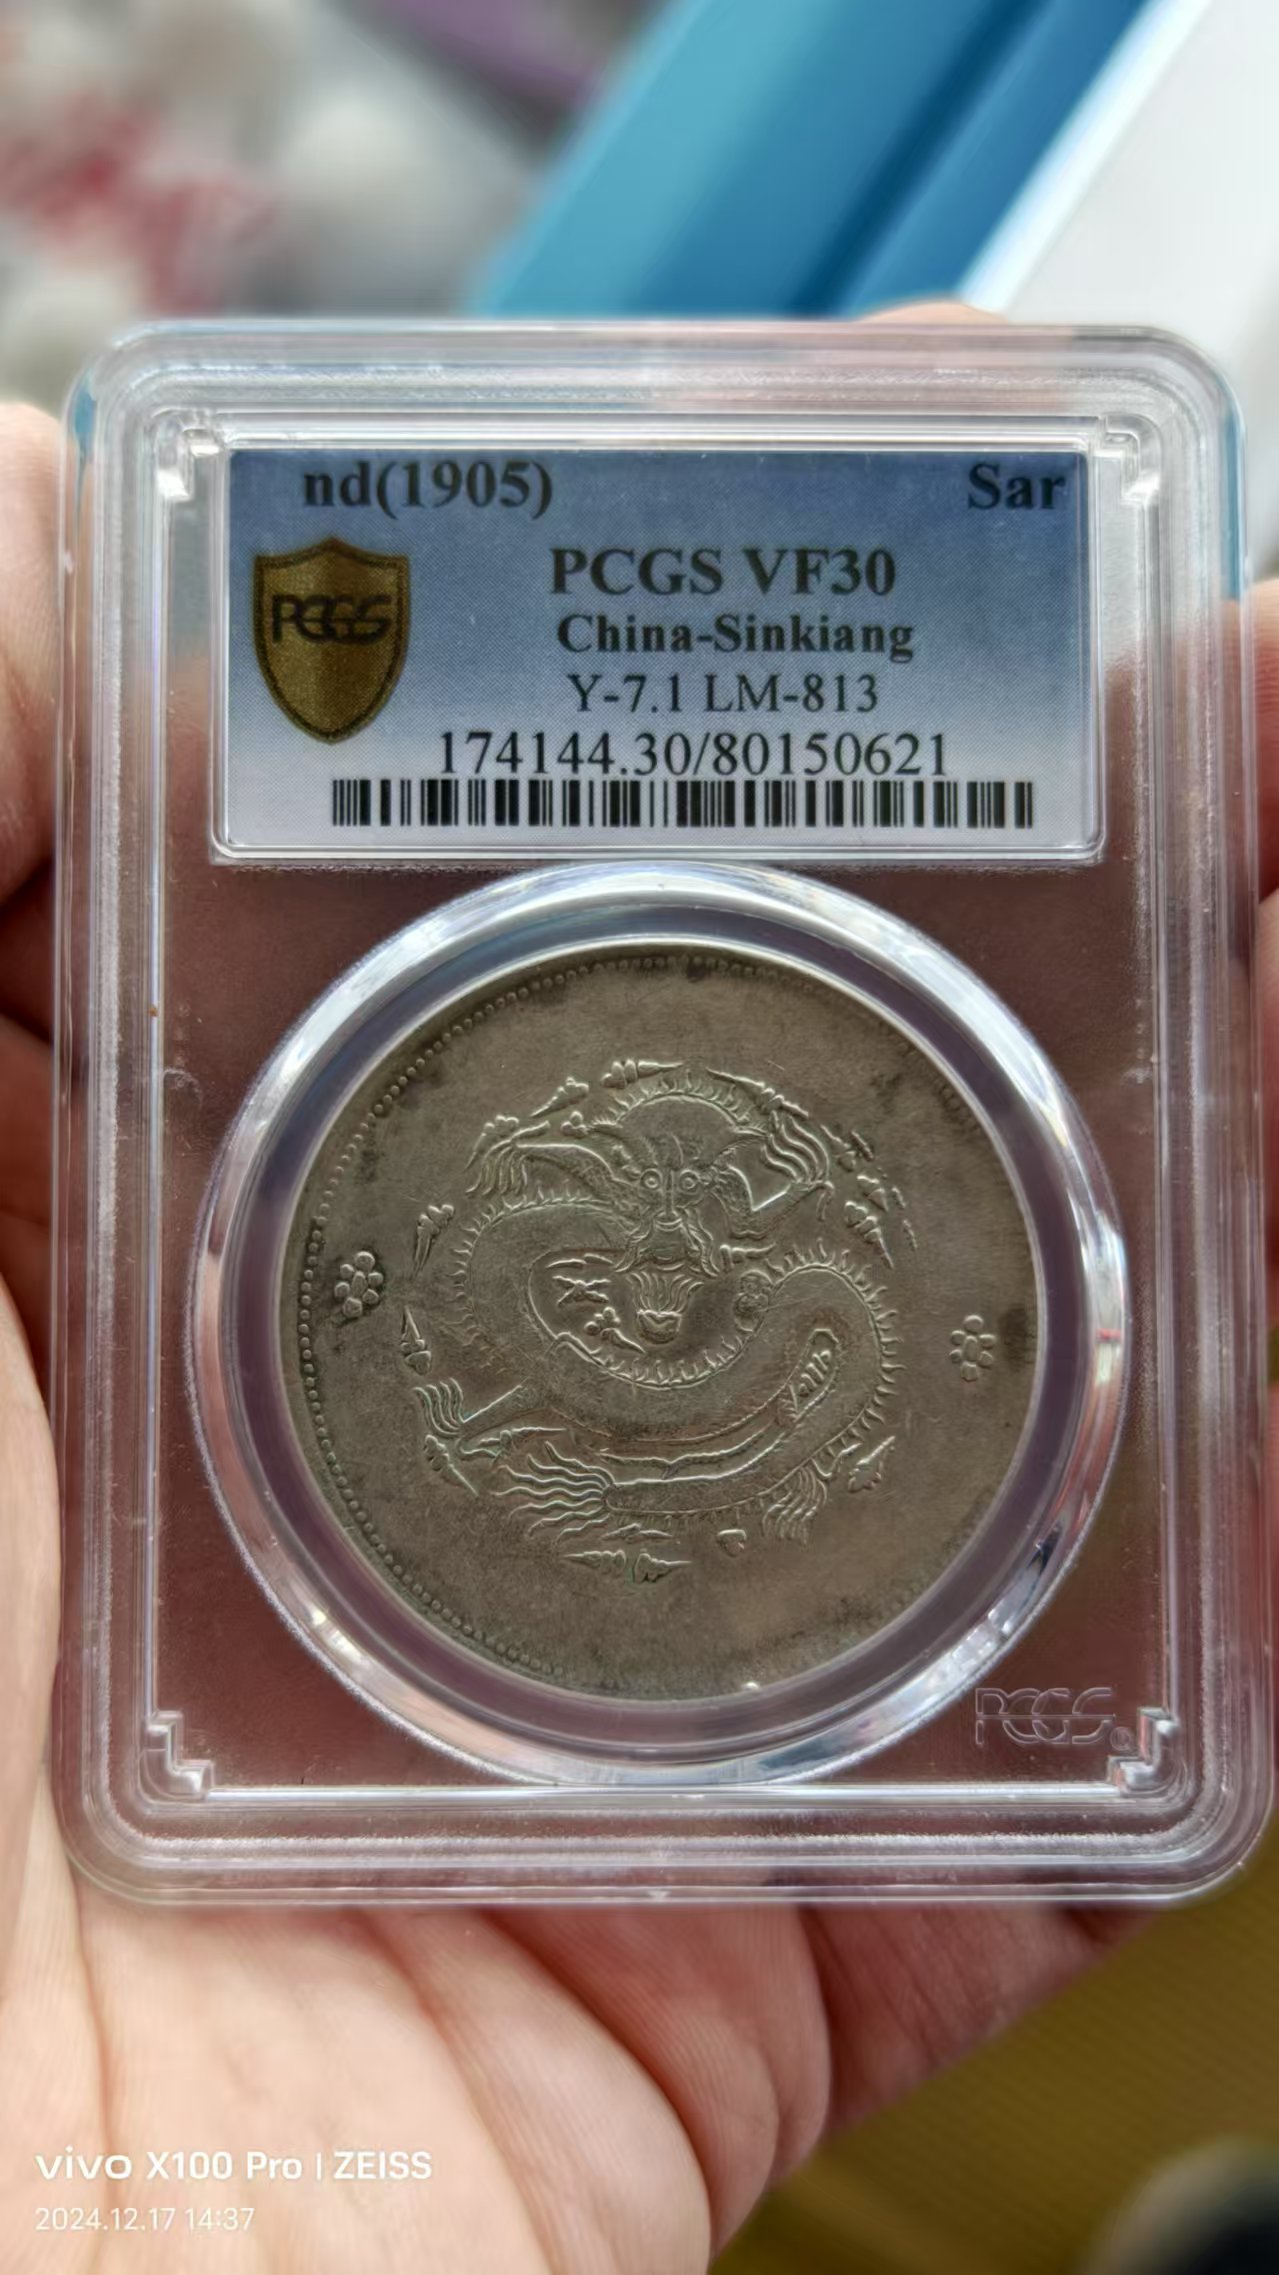 nd(1905) Sar
PCGS VF30
PCGS
China-Sinkiang
Y-7.1 LM-813
174144.30/80150621
PCGS
vivo X100 Pro | ZEISS
2024.12.17 14:37